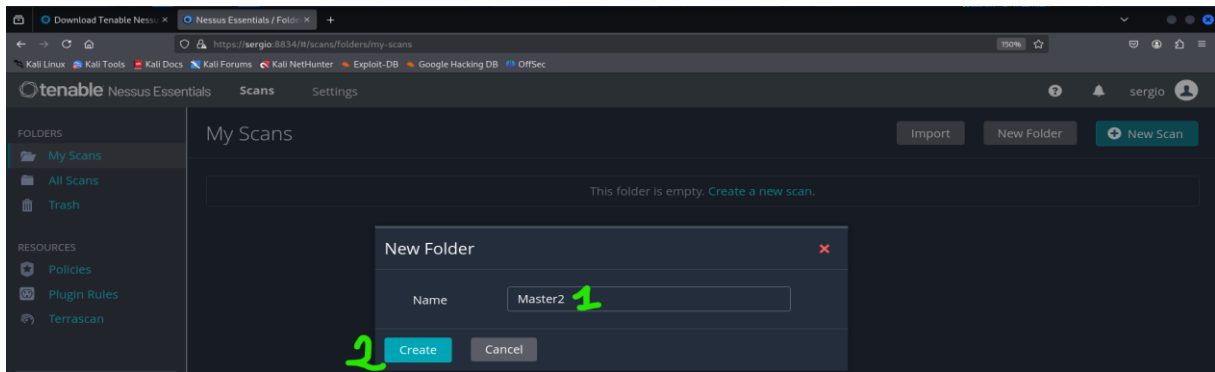 Download Tenable Nessu × Nessus Essentials / Folde × +
https://sergio:8834/#/scans/folders/my-scans 150%
Kali Linux Kali Tools Kali Docs Kali Forums Kali NetHunter Exploit-DB Google Hacking DB OffSec
tenable Nessus Essentials Scans Settings sergio
FOLDERS
My Scans
All Scans
Trash
RESOURCES
Policies
Plugin Rules
Terrascan
My Scans Import New Folder New Scan
This folder is empty. Create a new scan.
New Folder
Name Master2 1
2 Create Cancel